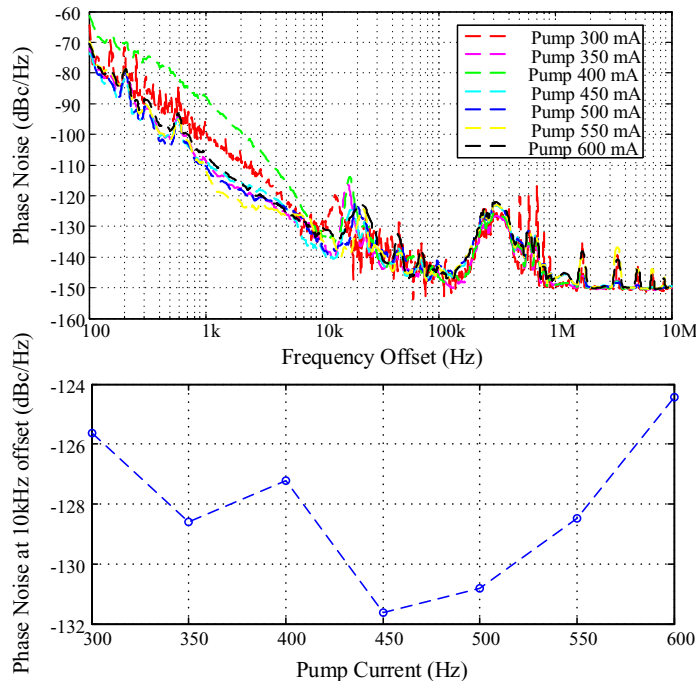 -60
-70
-80
-90
-100
-110
-120
-130
-140
-150
-160
Phase Noise (dBc/Hz)
Pump 300 mA
Pump 350 mA
Pump 400 mA
Pump 450 mA
Pump 500 mA
Pump 550 mA
Pump 600 mA
100 1k 10k 100k 1M 10M
Frequency Offset (Hz)
-124
-126
-128
-130
-132
Phase Noise at 10kHz offset (dBc/Hz)
300 350 400 450 500 550 600
Pump Current (Hz)